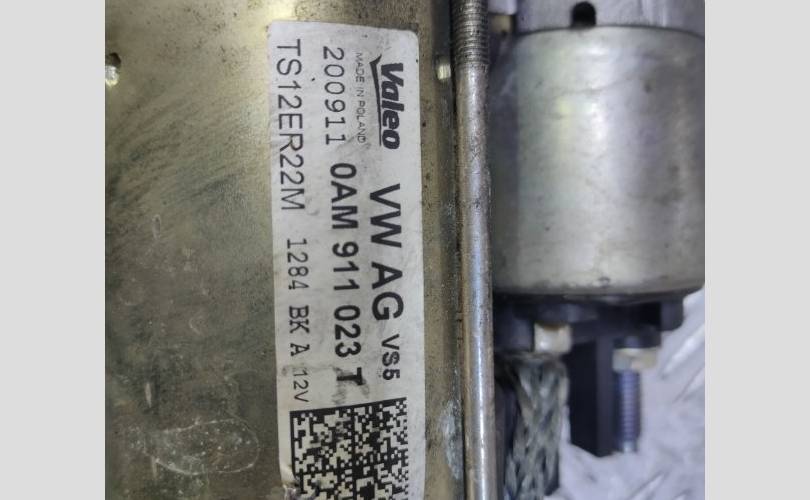 Valeo
MADE IN POLAND
VW AG VS5
200911 0AM 911 023 T
TS12ER22M 1284 BK A 12V